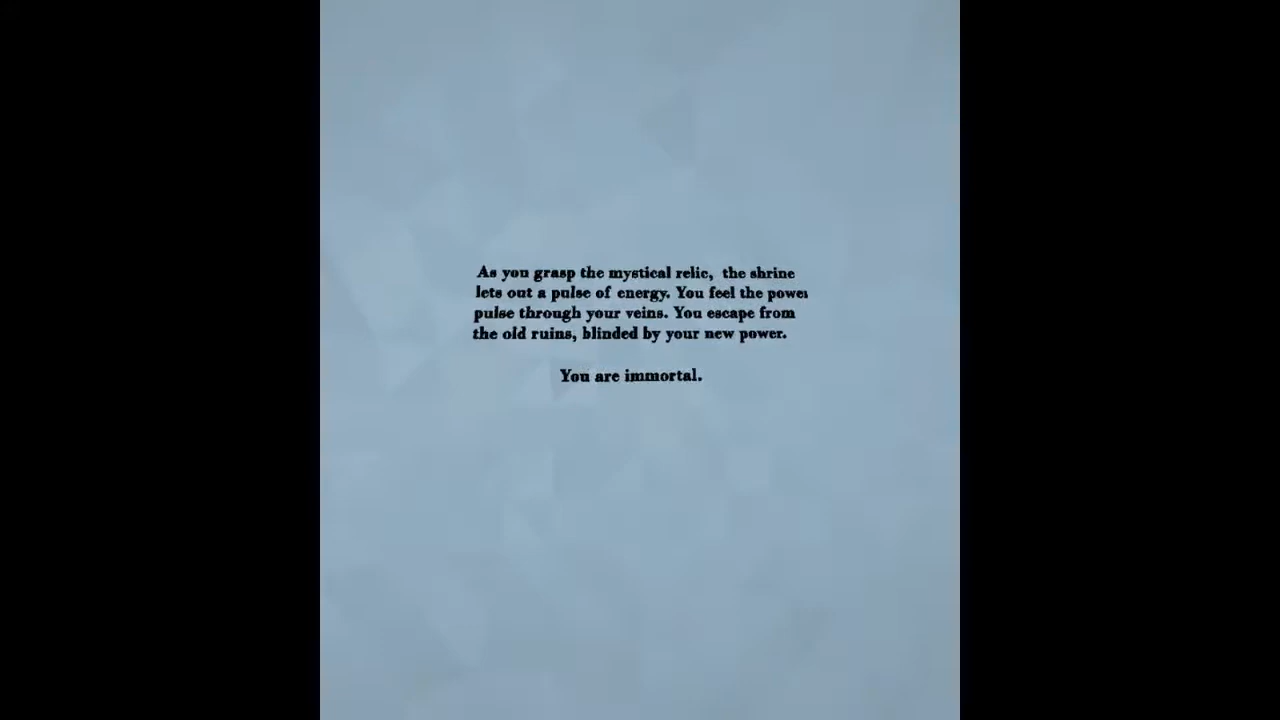 As you grasp the mystical relic, the shrine
lets out a pulse of energy. You feel the power
pulse through your veins. You escape from
the old ruins, blinded by your new power.
You are immortal.